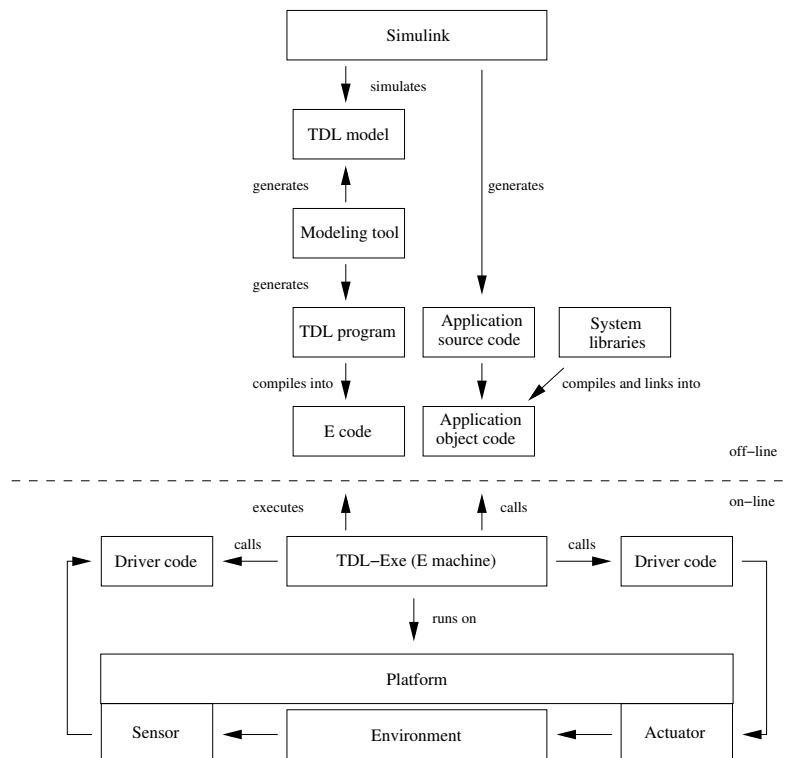 Simulink
simulates
TDL model
generates
generates
Modeling tool
generates
TDL program
Application
source code
System
libraries
compiles into
compiles and links into
E code
Application
object code
off−line
on−line
executes
calls
calls
calls
Driver code
TDL−Exe (E machine)
Driver code
runs on
Platform
Sensor
Environment
Actuator